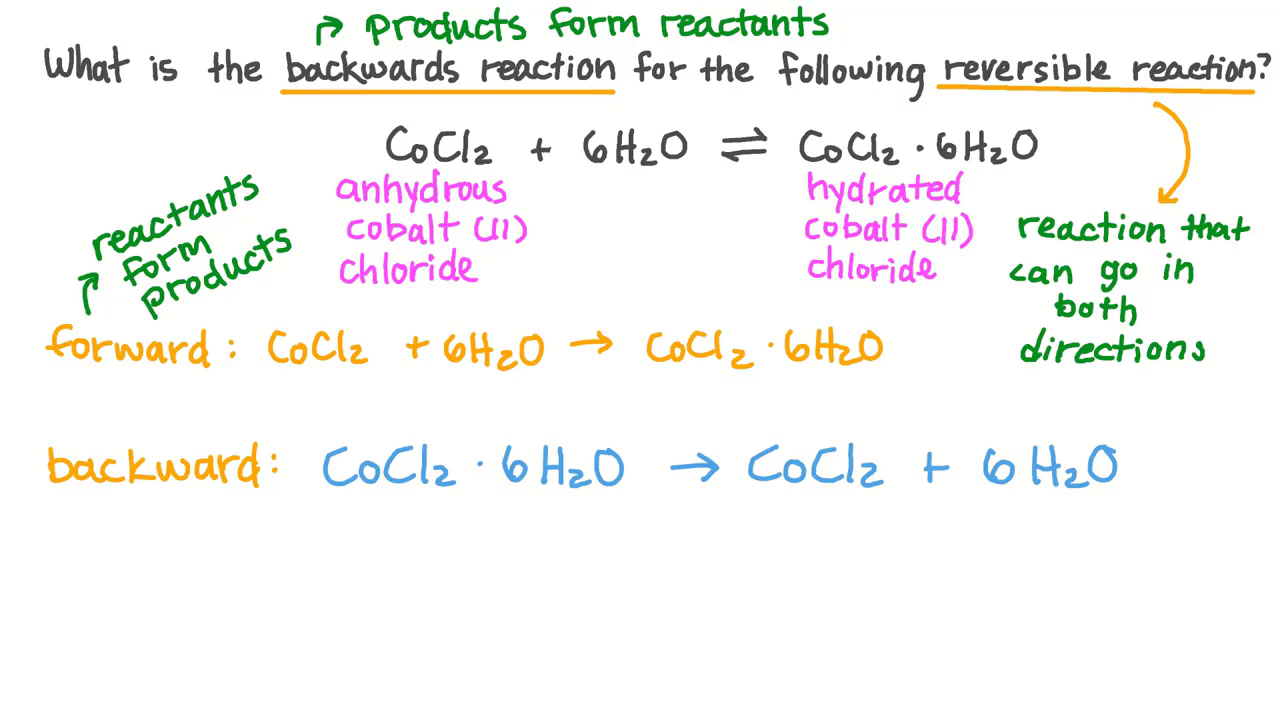 products form reactants
What is the backwards reaction for the following reversible reaction?
CoCl₂ + 6H₂O ⇌ CoCl₂ · 6H₂O
anhydrous
cobalt (II)
chloride
hydrated
cobalt (II)
chloride
reaction that
can go in
both
directions
reactants
form
products
forward: CoCl₂ + 6H₂O → CoCl₂ · 6H₂O
backward: CoCl₂ · 6H₂O → CoCl₂ + 6H₂O